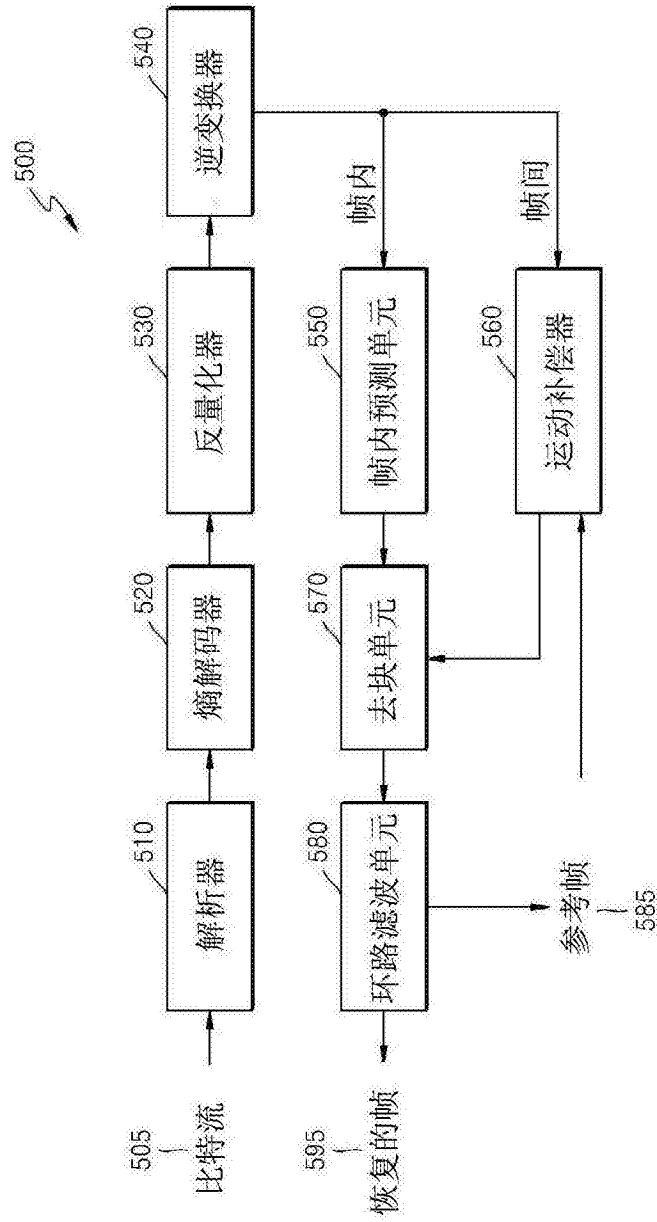 500
505
比特流
510
解析器
520
熵解码器
530
反量化器
540
逆变换器
帧内
帧间
550
帧内预测单元
560
运动补偿器
570
去块单元
580
环路滤波单元
参考帧
585
595
恢复的帧